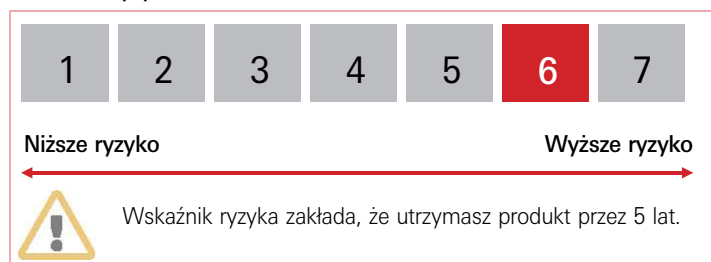 1 2 3 4 5 6 7
Niższe ryzyko Wyższe ryzyko
Wskaźnik ryzyka zakłada, że utrzymasz produkt przez 5 lat.